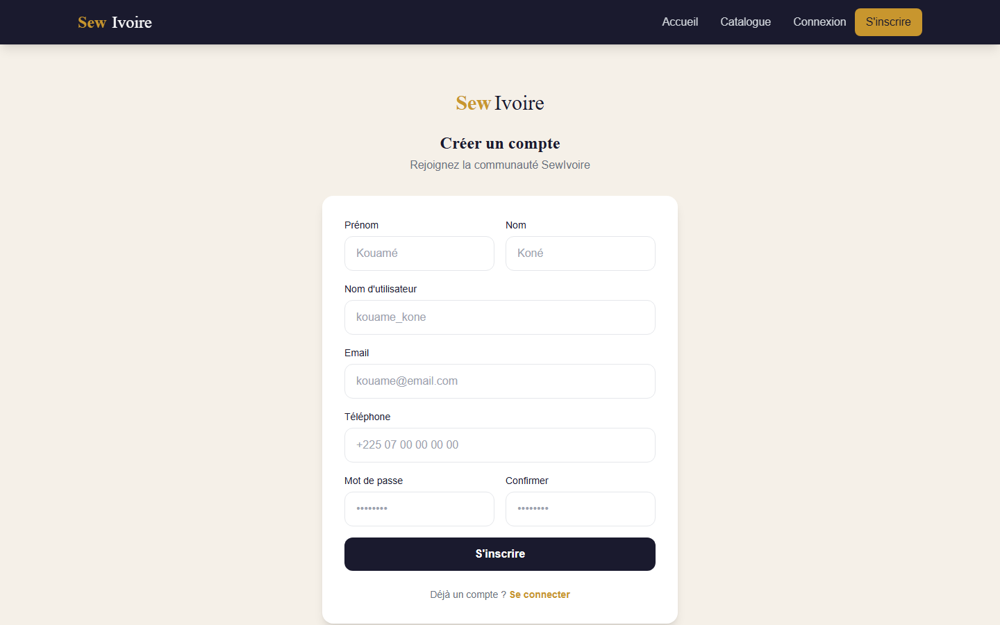 Sew Ivoire Accueil Catalogue Connexion S'inscrire
Sew Ivoire
Créer un compte
Rejoignez la communauté SewIvoire
Prénom Nom
Kouamé Koné
Nom d'utilisateur
kouame_kone
Email
kouame@email.com
Téléphone
+225 07 00 00 00 00
Mot de passe Confirmer
•••••••• ••••••••
S'inscrire
Déjà un compte ? Se connecter